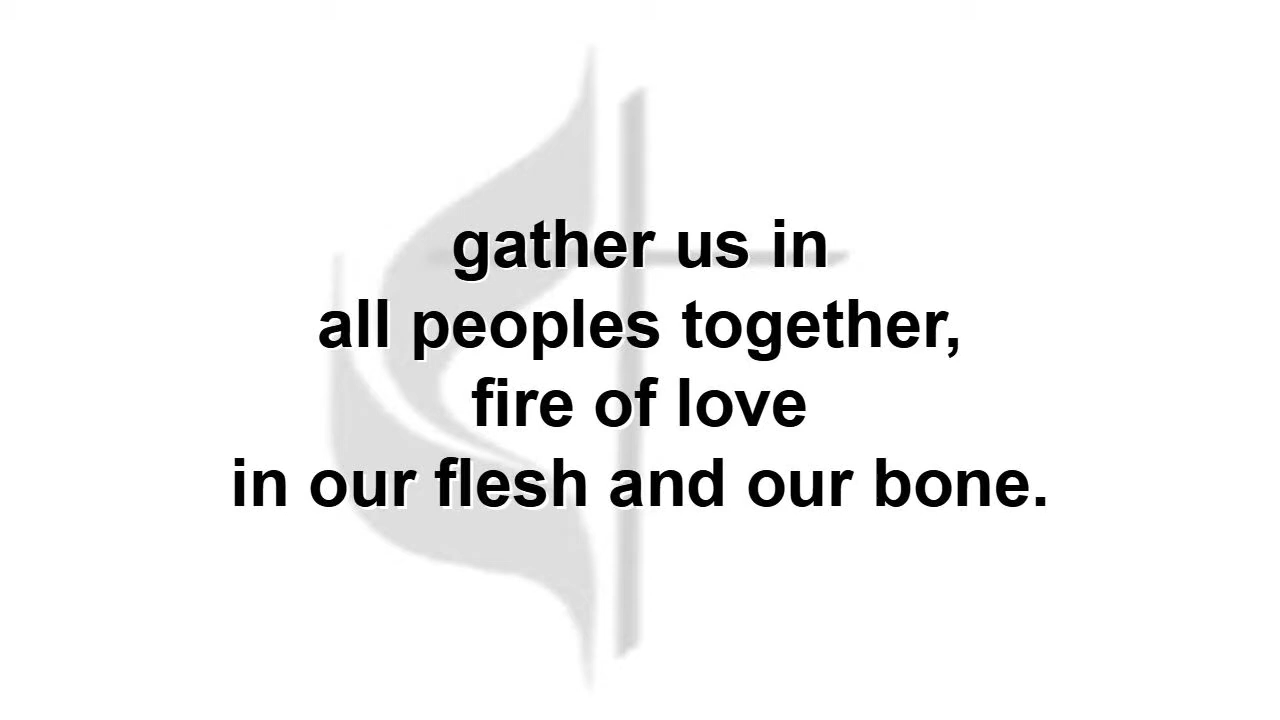 gather us in
all peoples together,
fire of love
in our flesh and our bone.